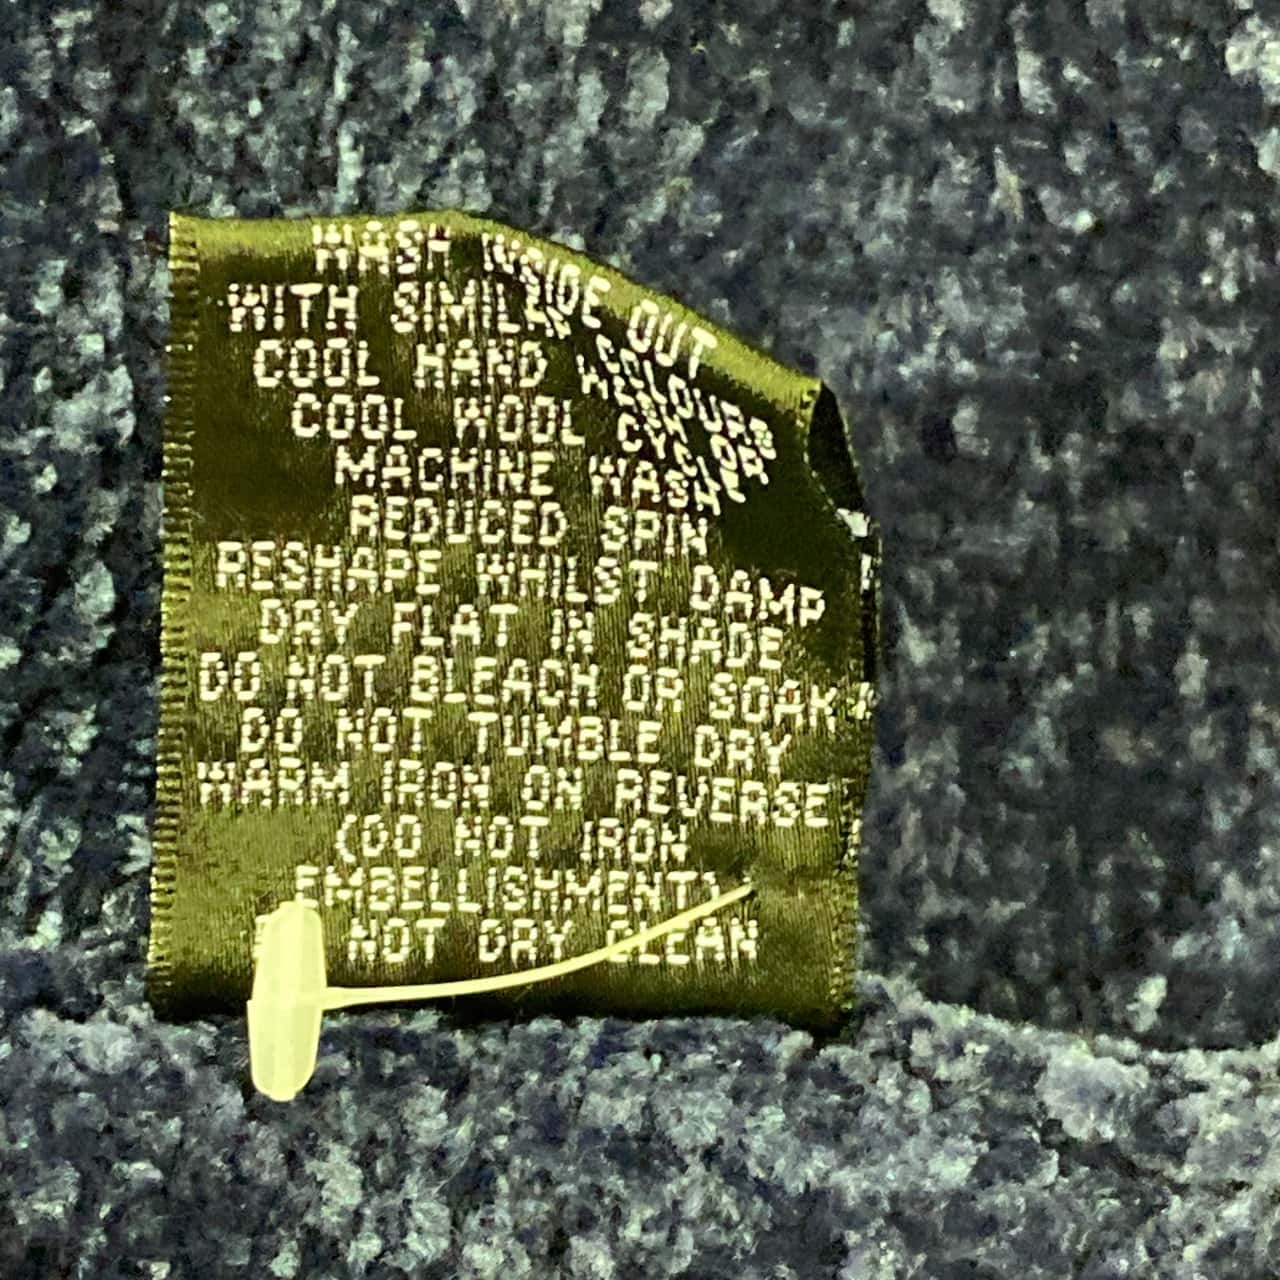 WASH INSIDE OUT
WITH SIMILAR COLOURS
COOL HAND WASH OR
COOL WOOL CYCLE
MACHINE WASH
REDUCED SPIN
RESHAPE WHILST DAMP
DRY FLAT IN SHADE
DO NOT BLEACH OR SOAK
DO NOT TUMBLE DRY
WARM IRON ON REVERSE
(DO NOT IRON
EMBELLISHMENT)
NOT DRY CLEAN